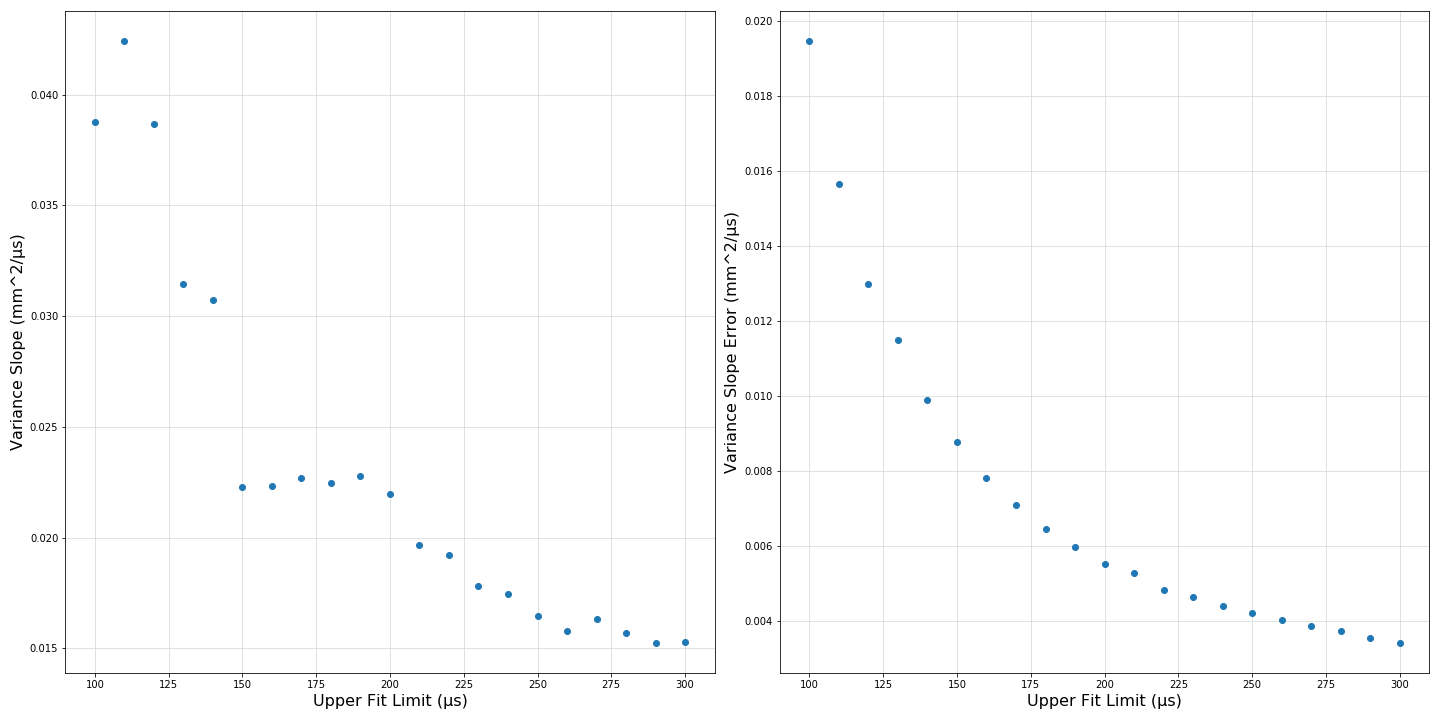 Variance Slope (mm^2/μs)
0.040
0.035
0.030
0.025
0.020
0.015
100 125 150 175 200 225 250 275 300
Upper Fit Limit (μs)
Variance Slope Error (mm^2/μs)
0.020
0.018
0.016
0.014
0.012
0.010
0.008
0.006
0.004
100 125 150 175 200 225 250 275 300
Upper Fit Limit (μs)